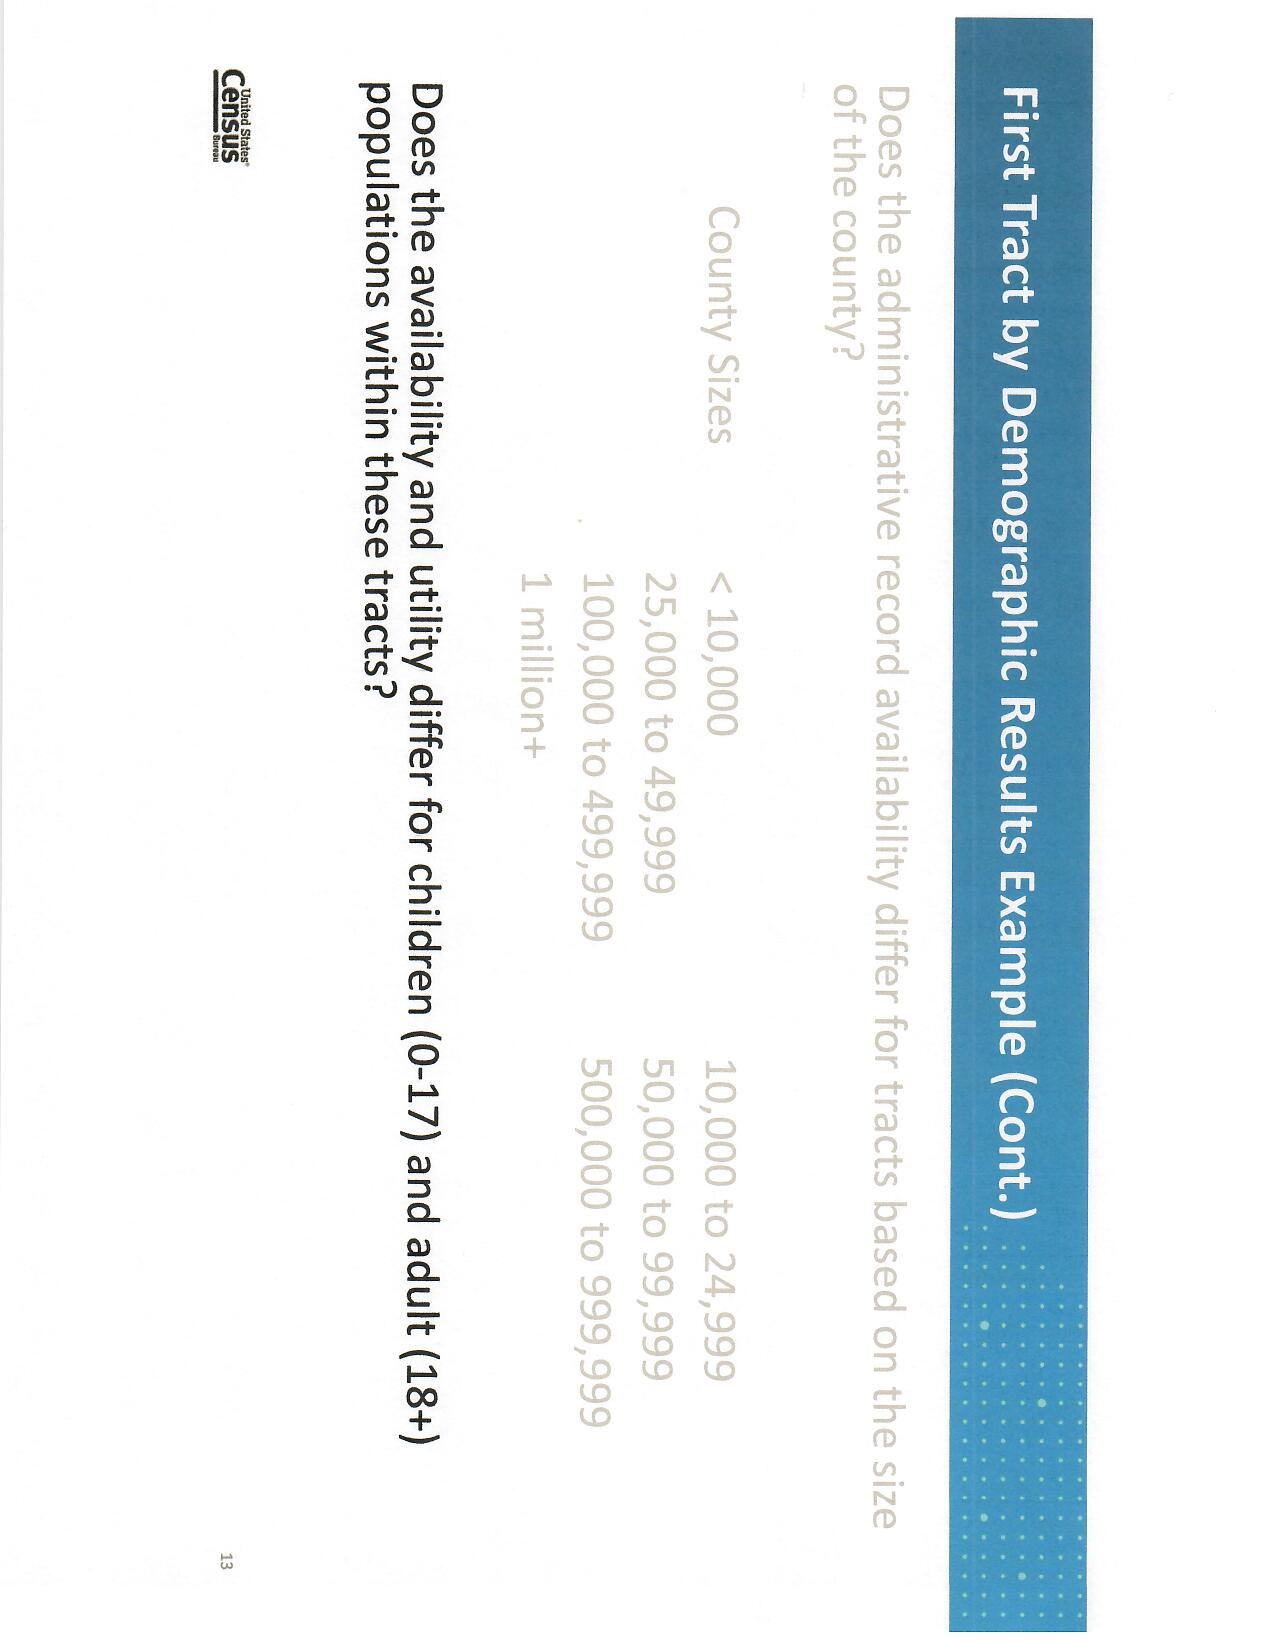 First Tract by Demographic Results Example (Cont.)
Does the administrative record availability differ for tracts based on the size
of the county?
County Sizes < 10,000 10,000 to 24,999
25,000 to 49,999 50,000 to 99,999
100,000 to 499,999 500,000 to 999,999
1 million+
Does the availability and utility differ for children (0-17) and adult (18+)
populations within these tracts?
United States®
Census
Bureau
13